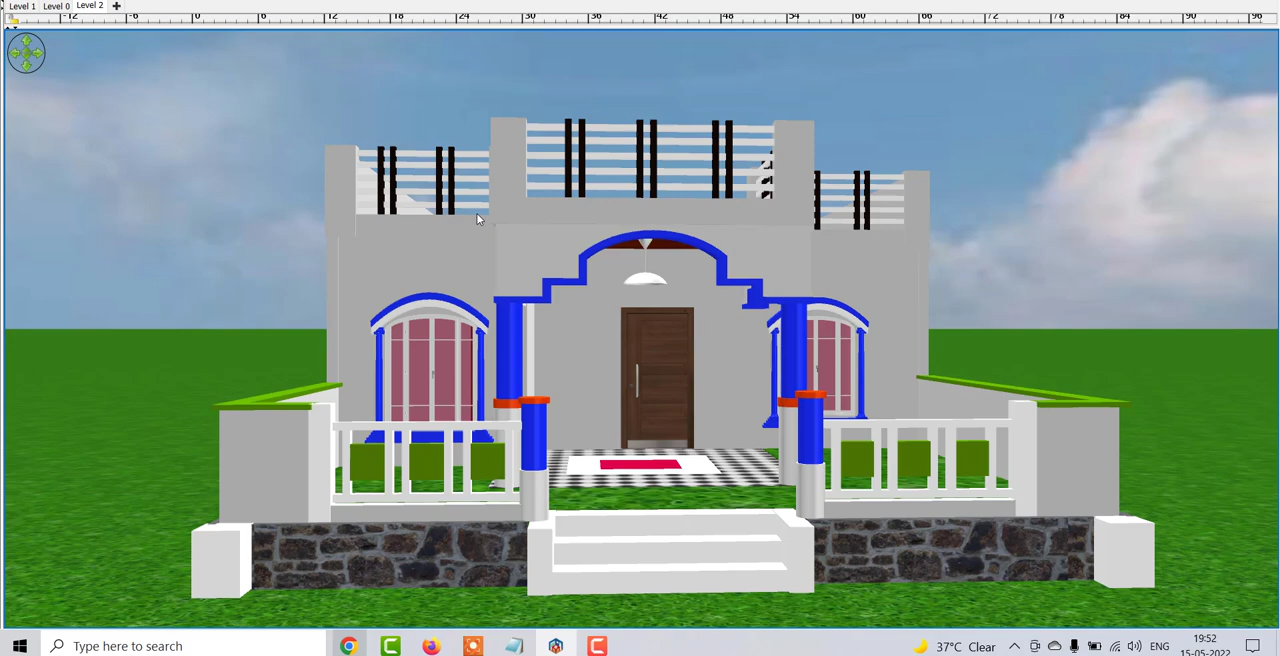 Level 1 Level 0 Level 2
-12 -6 0 6 12 18 24 30 36 42 48 54 60 66 72 78 84 90 96
Type here to search
37°C Clear
ENG
19:52
15-05-2022